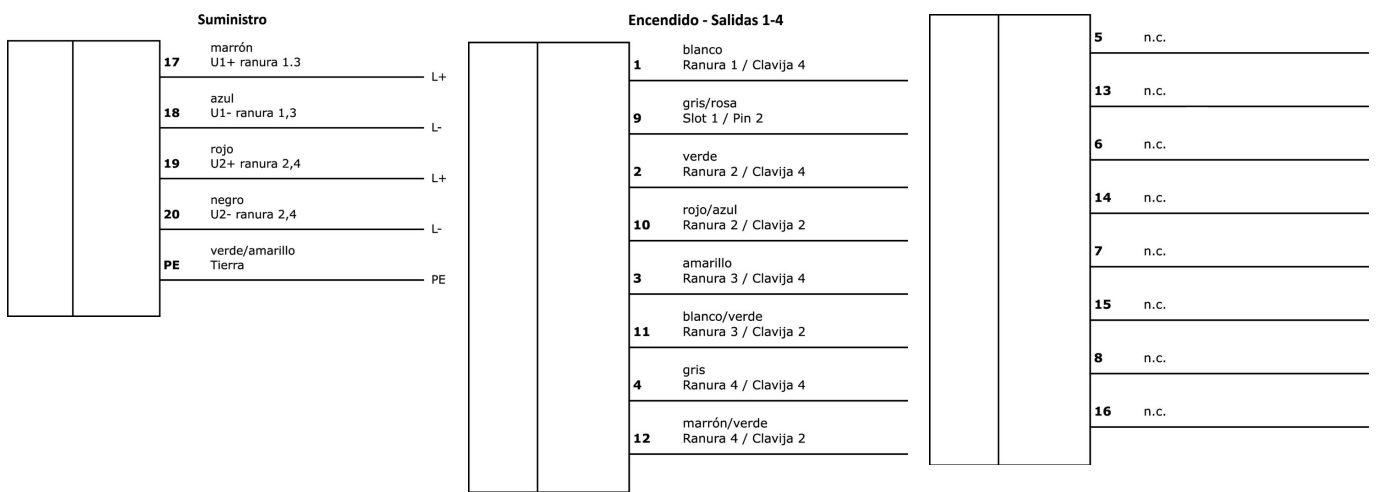 Suministro
marrón
17 U1+ ranura 1.3
L+
azul
18 U1- ranura 1,3
L-
rojo
19 U2+ ranura 2,4
L+
negro
20 U2- ranura 2,4
L-
verde/amarillo
PE Tierra
PE
Encendido - Salidas 1-4
blanco
1 Ranura 1 / Clavija 4
gris/rosa
9 Slot 1 / Pin 2
verde
2 Ranura 2 / Clavija 4
rojo/azul
10 Ranura 2 / Clavija 2
amarillo
3 Ranura 3 / Clavija 4
blanco/verde
11 Ranura 3 / Clavija 2
gris
4 Ranura 4 / Clavija 4
marrón/verde
12 Ranura 4 / Clavija 2
5 n.c.
13 n.c.
6 n.c.
14 n.c.
7 n.c.
15 n.c.
8 n.c.
16 n.c.